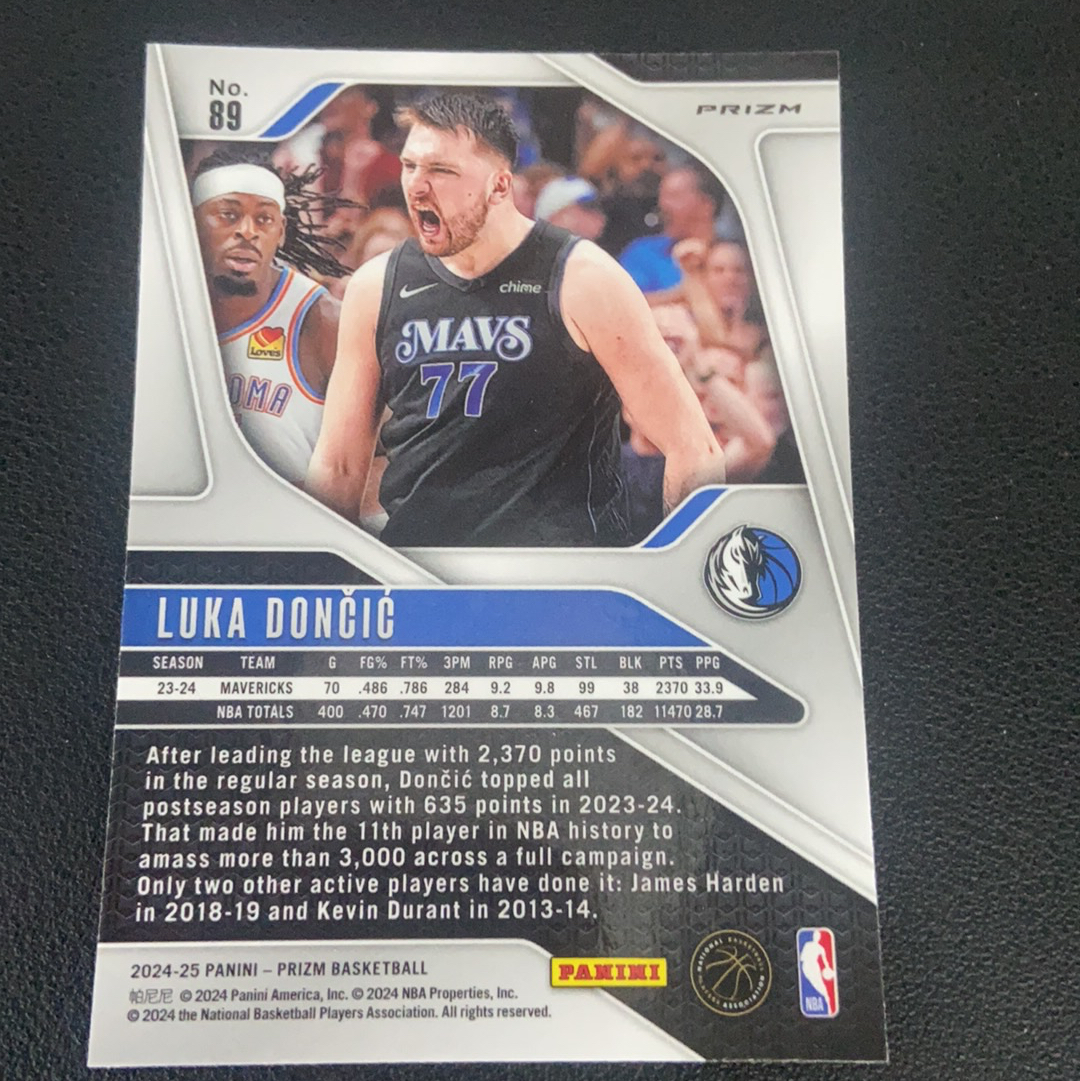 No.
89
PRIZM
chime
MAVS
77
Love's
OMA
LUKA DONČIĆ
SEASON TEAM G FG% FT% 3PM RPG APG STL BLK PTS PPG
23-24 MAVERICKS 70 .486 .786 284 9.2 9.8 99 38 2370 33.9
NBA TOTALS 400 .470 .747 1201 8.7 8.3 467 182 11470 28.7
After leading the league with 2,370 points
in the regular season, Dončić topped all
postseason players with 635 points in 2023-24.
That made him the 11th player in NBA history to
amass more than 3,000 across a full campaign.
Only two other active players have done it: James Harden
in 2018-19 and Kevin Durant in 2013-14.
2024-25 PANINI – PRIZM BASKETBALL
PANINI
帕尼尼 © 2024 Panini America, Inc. © 2024 NBA Properties, Inc.
© 2024 the National Basketball Players Association. All rights reserved.
NATIONAL BASKETBALL
NBA